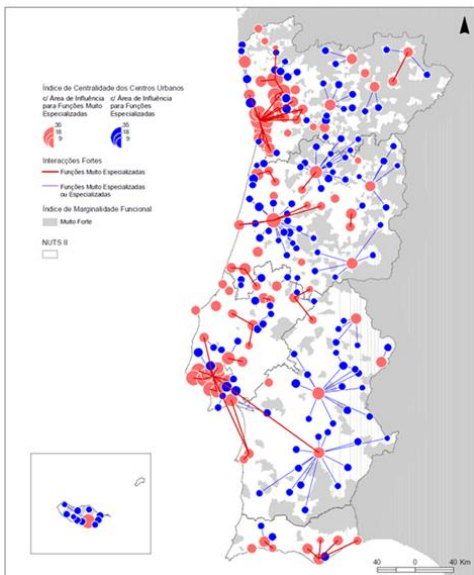 Índice de Centralidade dos Centros Urbanos
c/ Área de Influência
para Funções Muito
Especializadas
c/ Área de Influência
para Funções
Especializadas
35
18
9
35
18
9
Interacções Fortes
Funções Muito Especializadas
Funções Muito Especializadas
ou Especializadas
Índice de Marginalidade Funcional
Muito Forte
NUTS II
40 0 40 Km